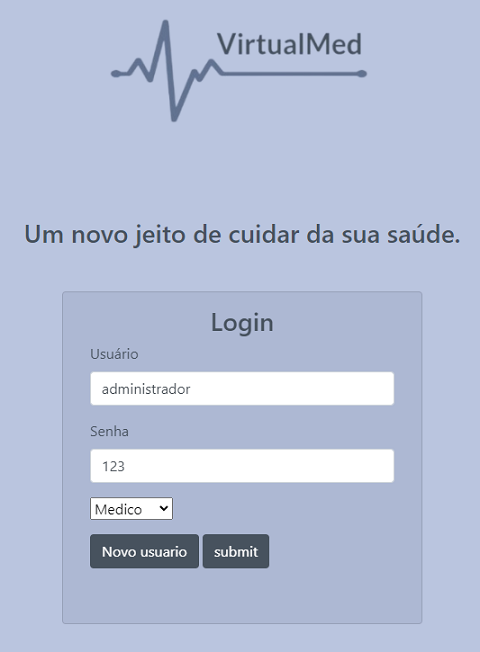 VirtualMed
Um novo jeito de cuidar da sua saúde.
Login
Usuário
administrador
Senha
123
Medico
Novo usuario submit